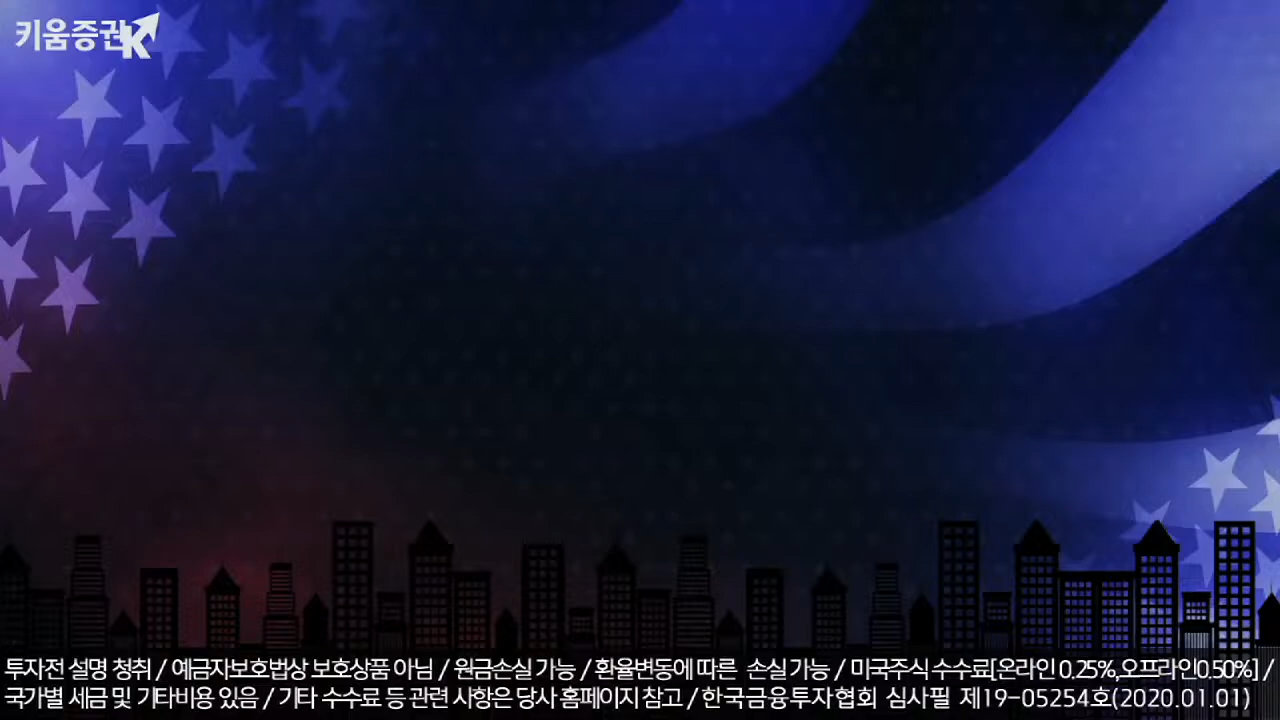 키움증권
투자전 설명 청취 / 예금자보호법상 보호상품 아님 / 원금손실 가능 / 환율변동에 따른 손실 가능 / 미국주식 수수료[온라인 0.25%,오프라인0.50%] /
국가별 세금 및 기타비용 있음 / 기타 수수료 등 관련 사항은 당사 홈페이지 참고 / 한국금융투자협회 심사필 제19-05254호(2020.01.01)